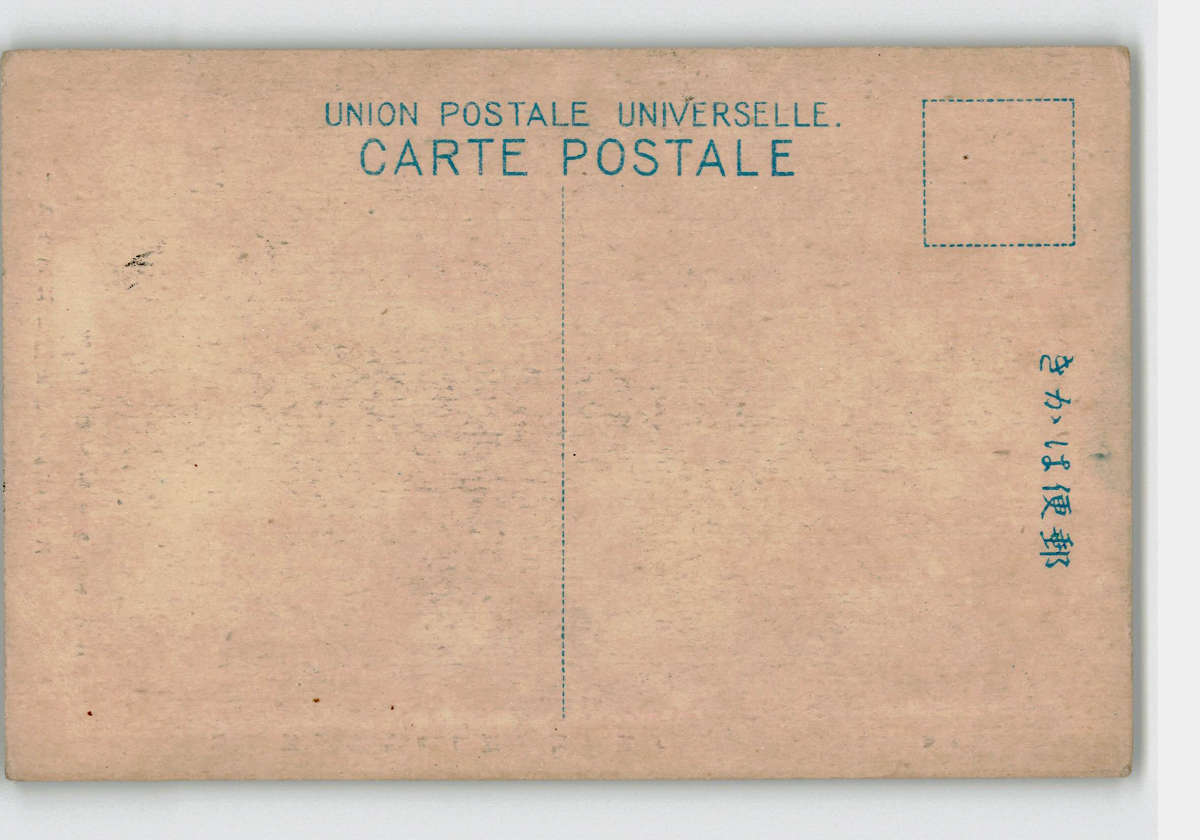 UNION POSTALE UNIVERSELLE.
CARTE POSTALE
郵便はがき